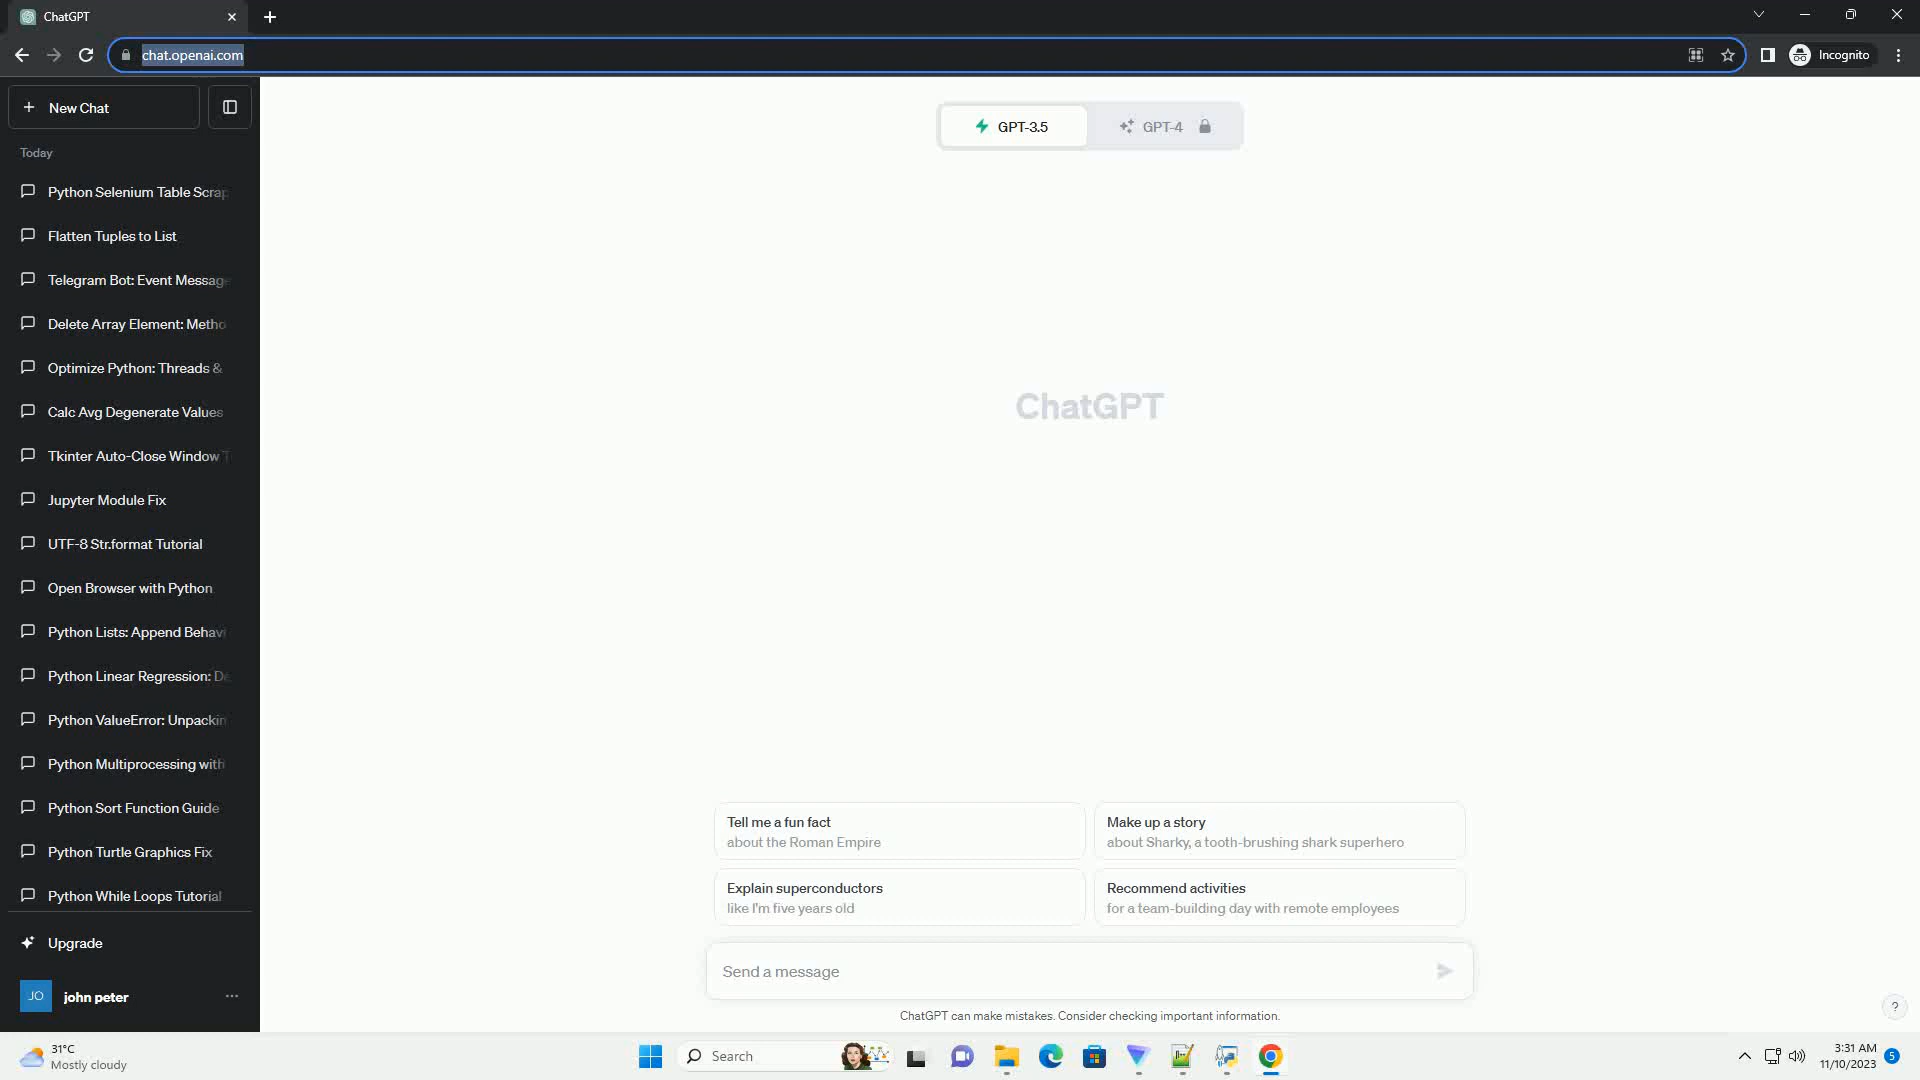 ChatGPT
chat.openai.com
Incognito
New Chat
GPT-3.5
GPT-4
Today
Python Selenium Table Scrap
Flatten Tuples to List
Telegram Bot: Event Message
Delete Array Element: Metho
Optimize Python: Threads &
Calc Avg Degenerate Values
Tkinter Auto-Close Window T
Jupyter Module Fix
UTF-8 Str.format Tutorial
Open Browser with Python
Python Lists: Append Behavi
Python Linear Regression: De
Python ValueError: Unpackin
Python Multiprocessing with
Python Sort Function Guide
Python Turtle Graphics Fix
Python While Loops Tutorial
Upgrade
JO
john peter
ChatGPT
Tell me a fun fact
about the Roman Empire
Make up a story
about Sharky, a tooth-brushing shark superhero
Explain superconductors
like I'm five years old
Recommend activities
for a team-building day with remote employees
Send a message
ChatGPT can make mistakes. Consider checking important information.
?
31°C
Mostly cloudy
Search
3:31 AM
11/10/2023
5